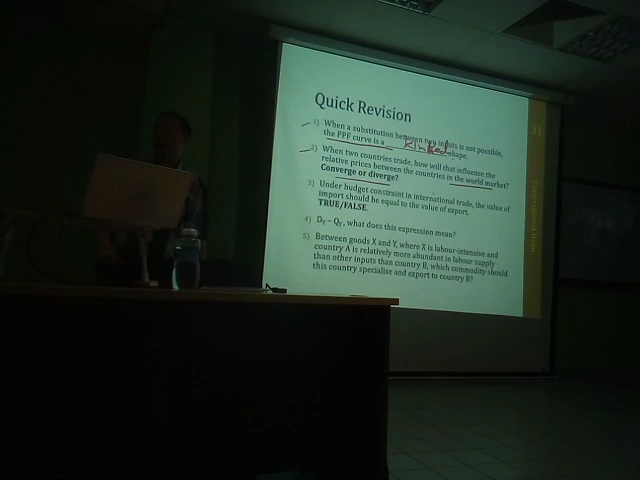 Quick Revision
31
1) When a substitution between two inputs is not possible,
the PPF curve is a kinked shape.
2) When two countries trade, how will that influence the
relative prices between the countries in the world market?
Converge or diverge?
3) Under budget constraint in international trade, the value of
import should be equal to the value of export.
TRUE/FALSE.
4) Dy – Qy, what does this expression mean?
5) Between goods X and Y, where X is labour-intensive and
country A is relatively more abundant in labour supply
than other inputs than country B, which commodity should
this country specialise and export to country B?